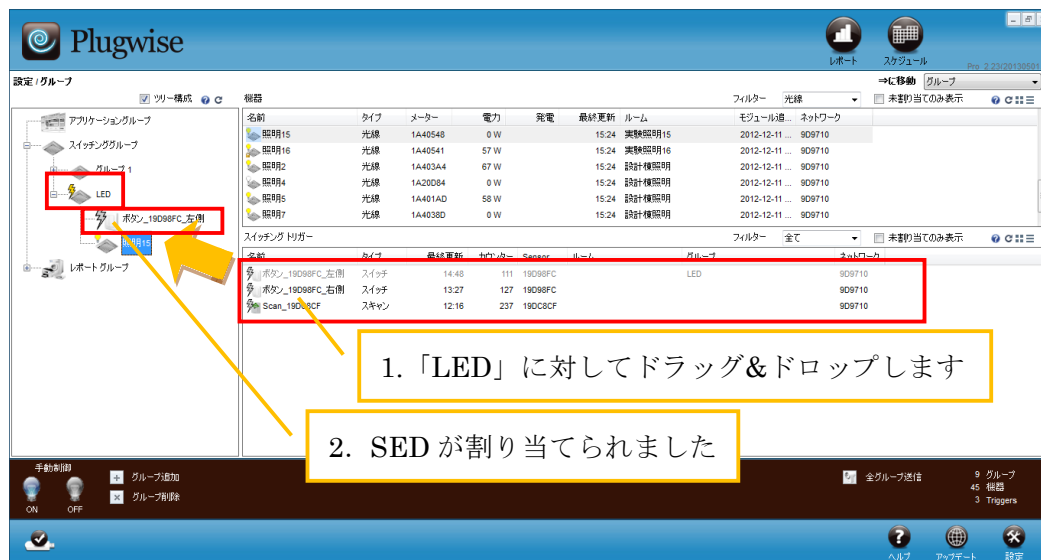 Plugwise
レポート
スケジュール
Pro 2.23/20130501
設定 / グループ
⇒に移動 グループ
ツリー構成
機器
フィルター 光線 未割り当てのみ表示
アプリケーショングループ
スイッチンググループ
グループ 1
LED
ボタン_19D98FC_左側
照明15
レポートグループ
名前 タイプ メーター 電力 発電 最終更新 ルーム モジュール追... ネットワーク
照明15 光線 1A40548 0 W 15:24 実験照明15 2012-12-11 ... 9D9710
照明16 光線 1A40541 57 W 15:24 実験照明16 2012-12-11 ... 9D9710
照明2 光線 1A403A4 67 W 15:24 設計棟照明 2012-12-11 ... 9D9710
照明4 光線 1A20D84 0 W 15:24 設計棟照明 2012-12-11 ... 9D9710
照明5 光線 1A401AD 58 W 15:24 設計棟照明 2012-12-11 ... 9D9710
照明7 光線 1A4038D 0 W 15:24 設計棟照明 2012-12-11 ... 9D9710
スイッチング トリガー
フィルター 全て 未割り当てのみ表示
名前 タイプ 最終更新 カウンター Sensor ルーム グループ ネットワーク
ボタン_19D98FC_左側 スイッチ 14:48 111 19D98FC LED 9D9710
ボタン_19D98FC_右側 スイッチ 13:27 127 19D98FC 9D9710
Scan_19DC8CF スキャン 12:16 237 19DC8CF 9D9710
1.「LED」に対してドラッグ&ドロップします
2. SED が割り当てられました
手動制御
ON OFF
グループ追加
グループ削除
全グループ送信
9 グループ
45 機器
3 Triggers
ヘルプ アップデート 設定